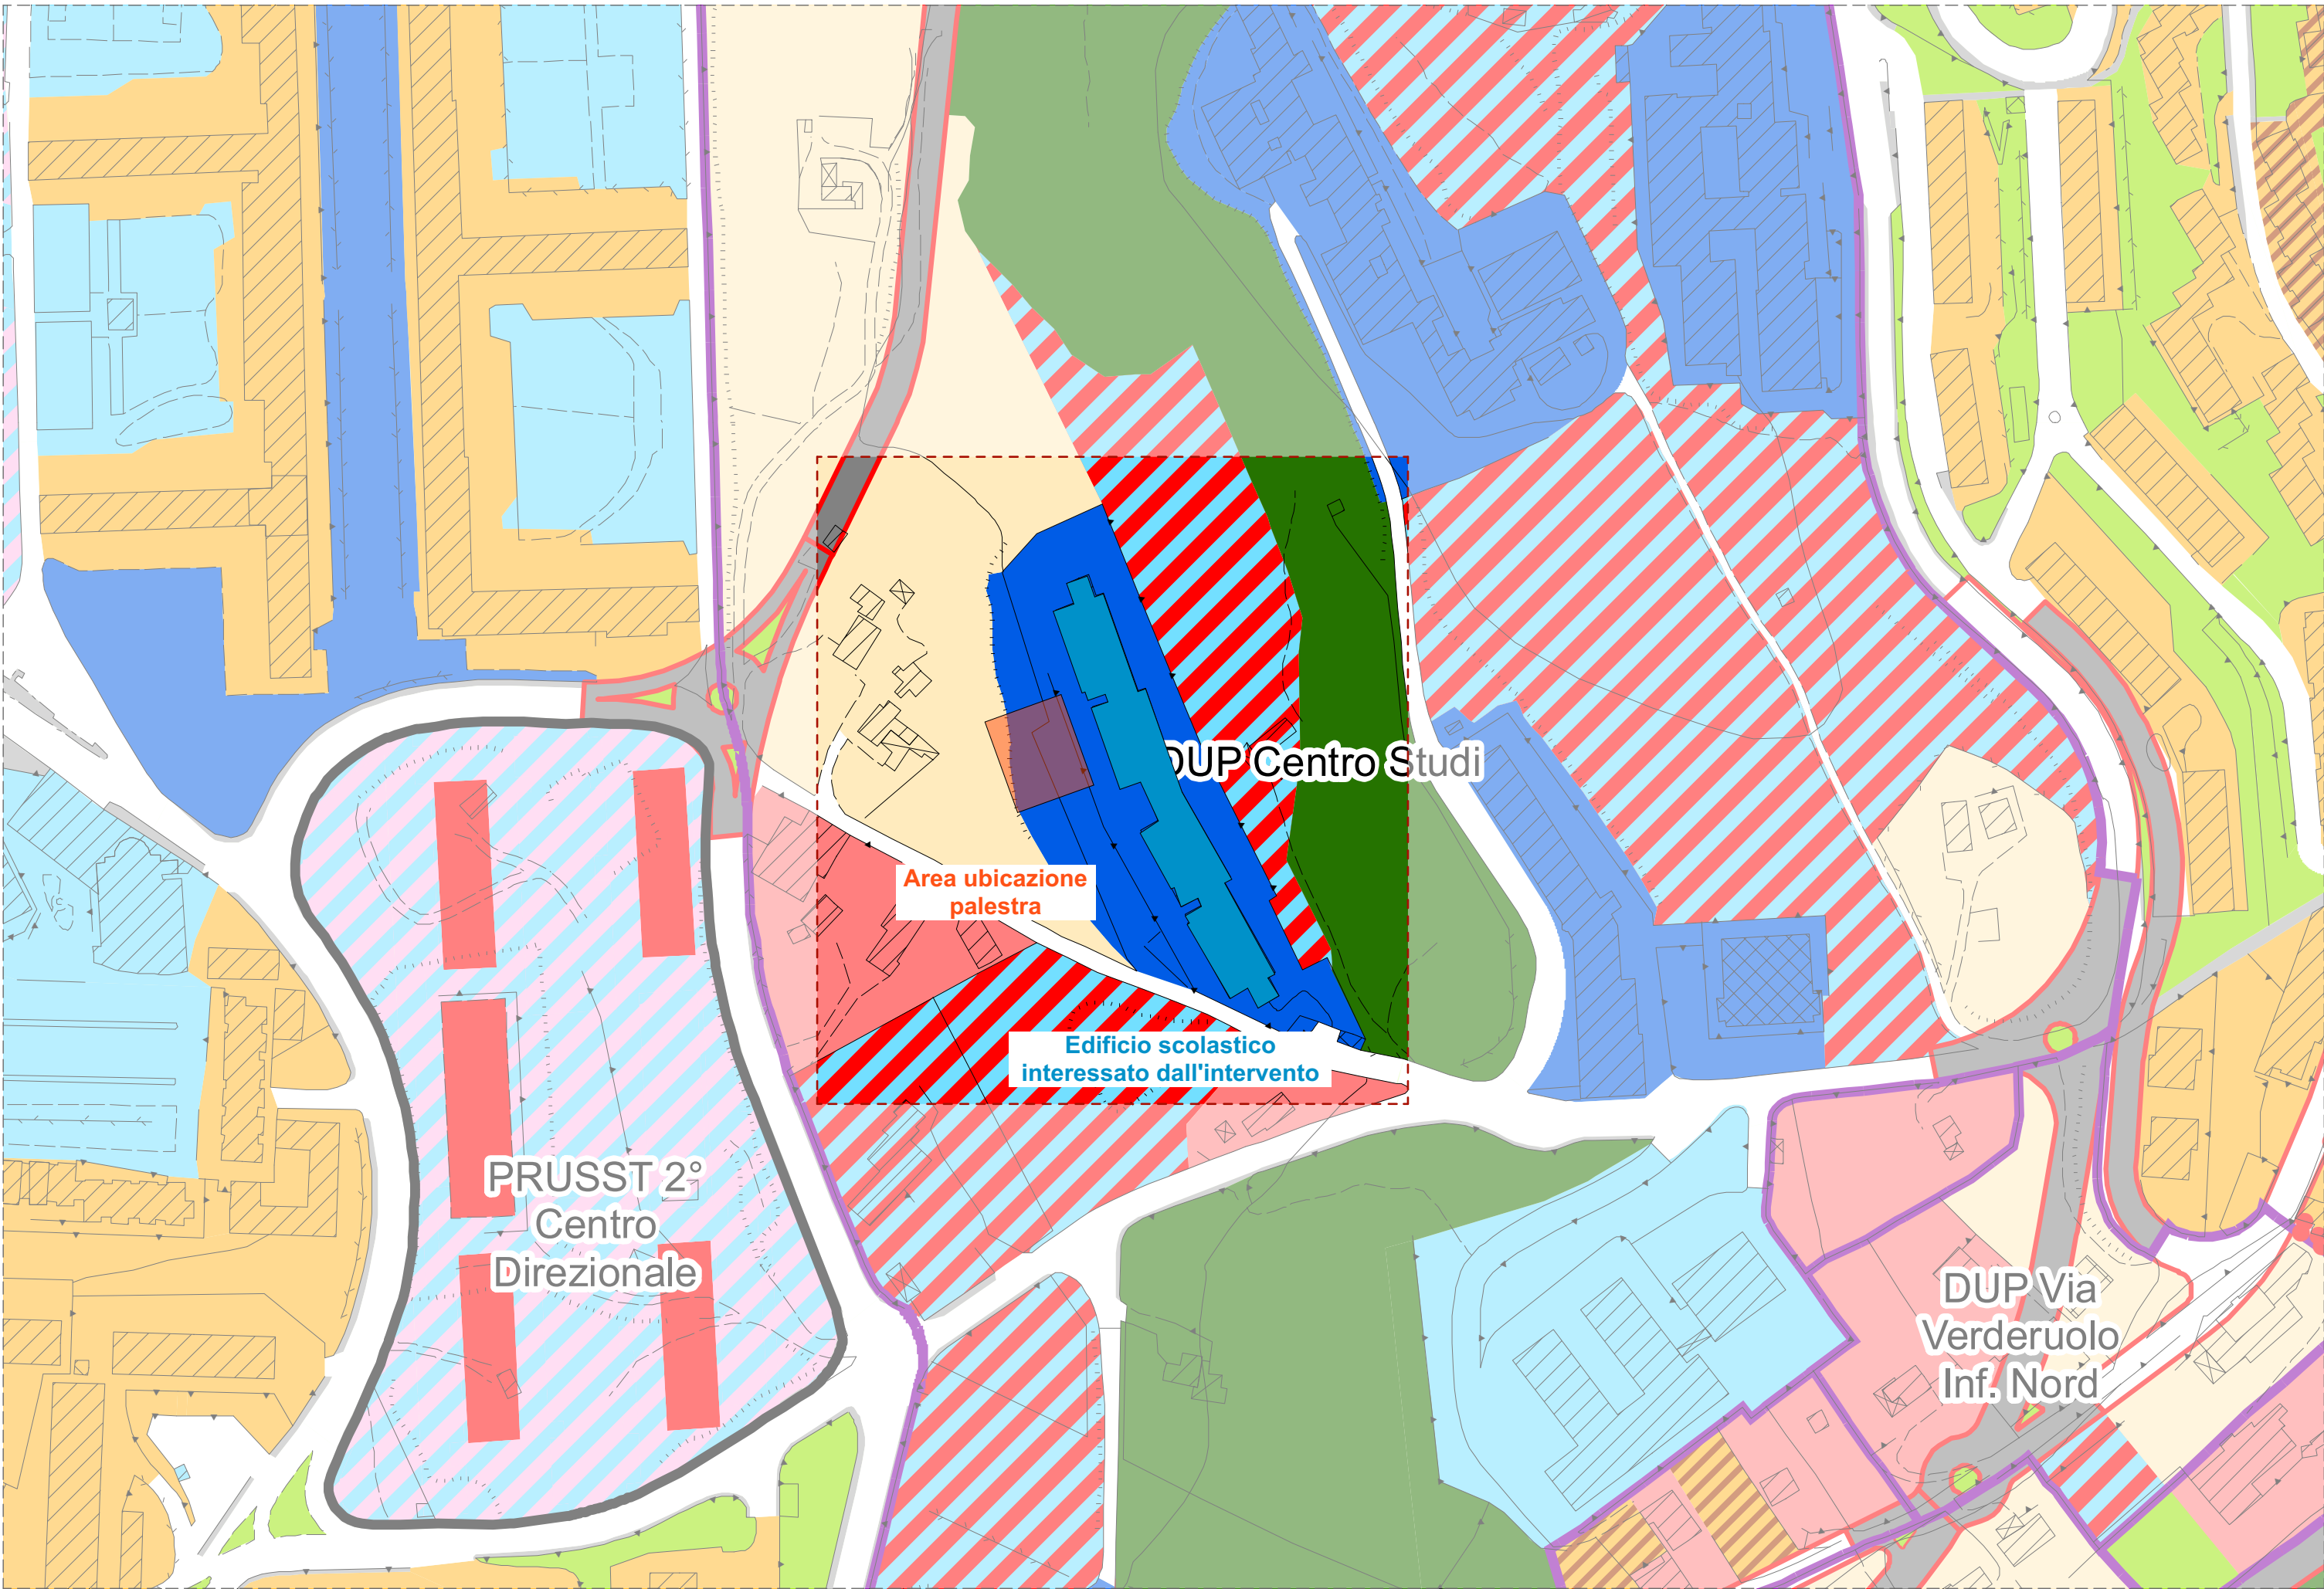 DUP Centro Studi
Area ubicazione
palestra
Edificio scolastico
interessato dall'intervento
PRUSST 2°
Centro
Direzionale
DUP Via
Verderuolo
Inf. Nord